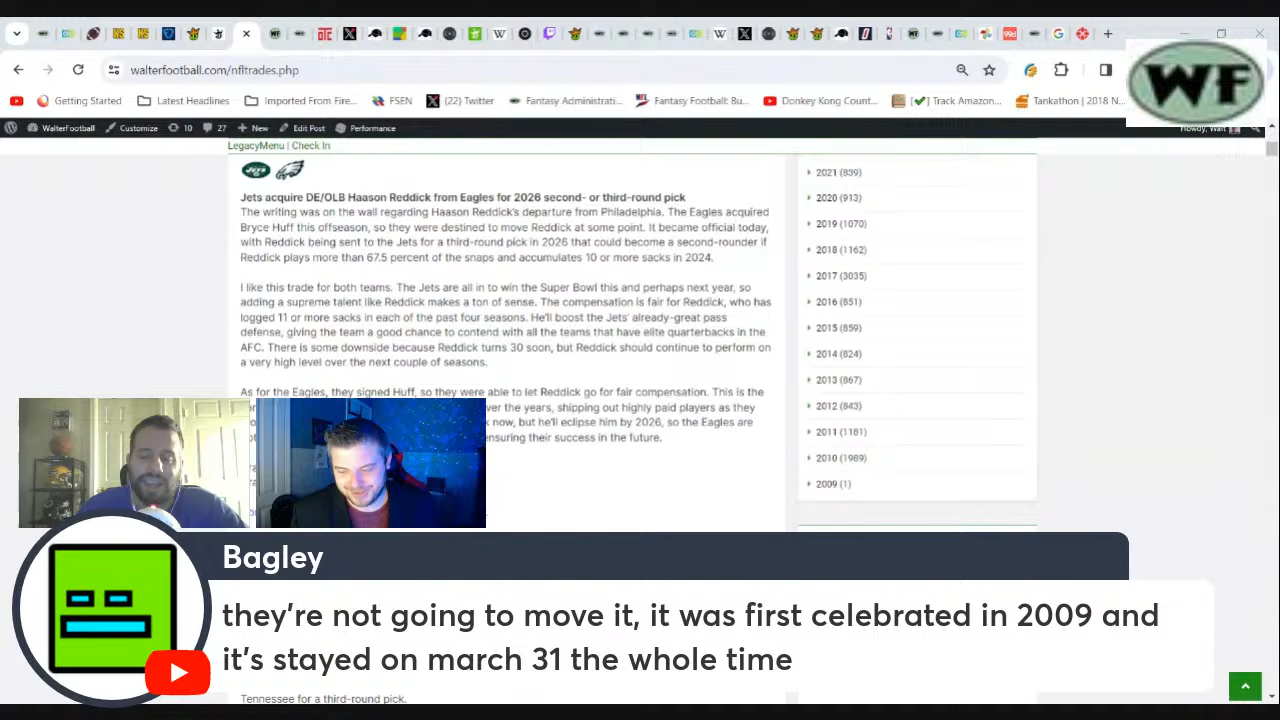 walterfootball.com/nfltrades.php
WF
Getting Started
Latest Headlines
Imported From Fire...
FSEN
(22) Twitter
Fantasy Administrati...
Fantasy Football: Bu...
Donkey Kong Count...
Track Amazon...
Tankathon | 2018 N...
WalterFootball
Customize
10
27
New
Edit Post
Performance
Howdy, Walt
LegacyMenu | Check In
JETS
Jets acquire DE/OLB Haason Reddick from Eagles for 2026 second- or third-round pick
The writing was on the wall regarding Haason Reddick's departure from Philadelphia. The Eagles acquired
Bryce Huff this offseason, so they were destined to move Reddick at some point. It became official today,
with Reddick being sent to the Jets for a third-round pick in 2026 that could become a second-rounder if
Reddick plays more than 67.5 percent of the snaps and accumulates 10 or more sacks in 2024.
I like this trade for both teams. The Jets are all in to win the Super Bowl this and perhaps next year, so
adding a supreme talent like Reddick makes a ton of sense. The compensation is fair for Reddick, who has
logged 11 or more sacks in each of the past four seasons. He'll boost the Jets' already-great pass
defense, giving the team a good chance to contend with all the teams that have elite quarterbacks in the
AFC. There is some downside because Reddick turns 30 soon, but Reddick should continue to perform on
a very high level over the next couple of seasons.
As for the Eagles, they signed Huff, so they were able to let Reddick go for fair compensation. This is the
over the years, shipping out highly paid players as they
now, but he'll eclipse him by 2026, so the Eagles are
ensuring their success in the future.
2021 (839)
2020 (913)
2019 (1070)
2018 (1162)
2017 (3035)
2016 (851)
2015 (859)
2014 (824)
2013 (867)
2012 (843)
2011 (1181)
2010 (1989)
2009 (1)
Bagley
they're not going to move it, it was first celebrated in 2009 and
it's stayed on march 31 the whole time
Tennessee for a third-round pick.